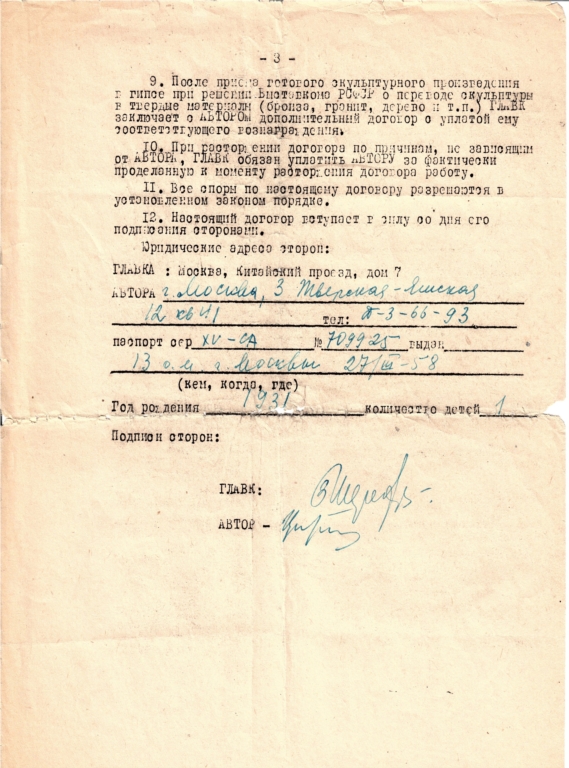 - 3 -
9. После приема готового скульптурного произведения
в гипсе при решении Выставкома РСФСР о переводе скульптуры
в твердые материалы (бронза, гранит, дерево и т.п.) ГЛАВК
заключает с АВТОРОМ дополнительный договор с уплатой ему
соответствующего вознаграждения.
10. При расторжении договора по причинам, не зависящим
от АВТОРА, ГЛАВК обязан уплатить АВТОРУ за фактически
проделанную к моменту расторжения договора работу.
11. Все споры по настоящему договору разрешаются в
установленном законом порядке.
12. Настоящий договор вступает в силу со дня его
подписания сторонами.
Юридические адреса сторон:
ГЛАВКА : Москва, Китайский проезд, дом 7
АВТОРА г. Москва, 3 Тверская-Ямская
12 кв 41 тел: 3-66-93
паспорт сер XV-СА № 709925 выдан
13 о.м г. Москвы 27/III-58
(кем, когда, где)
Год рождения 1931 количество детей 1
Подписи сторон:
ГЛАВК:
АВТОР -